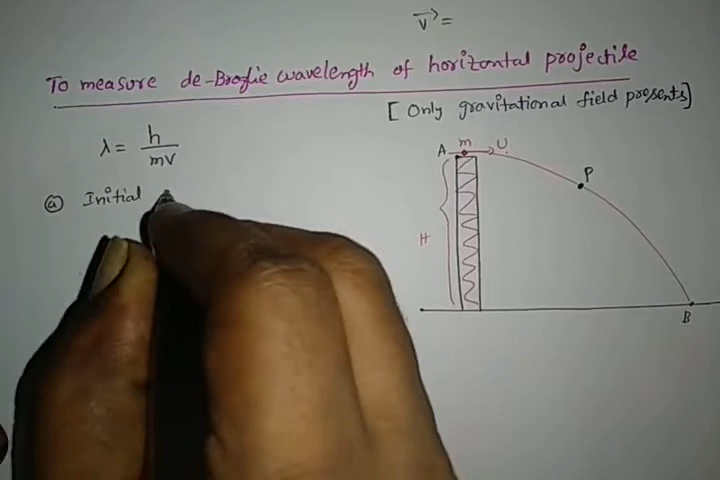 V⃗ =
To measure de-Broglie wavelength of horizontal projectile
[ Only gravitational field presents]
λ = h / mv
A m U
P
H
ⓐ Initial
B